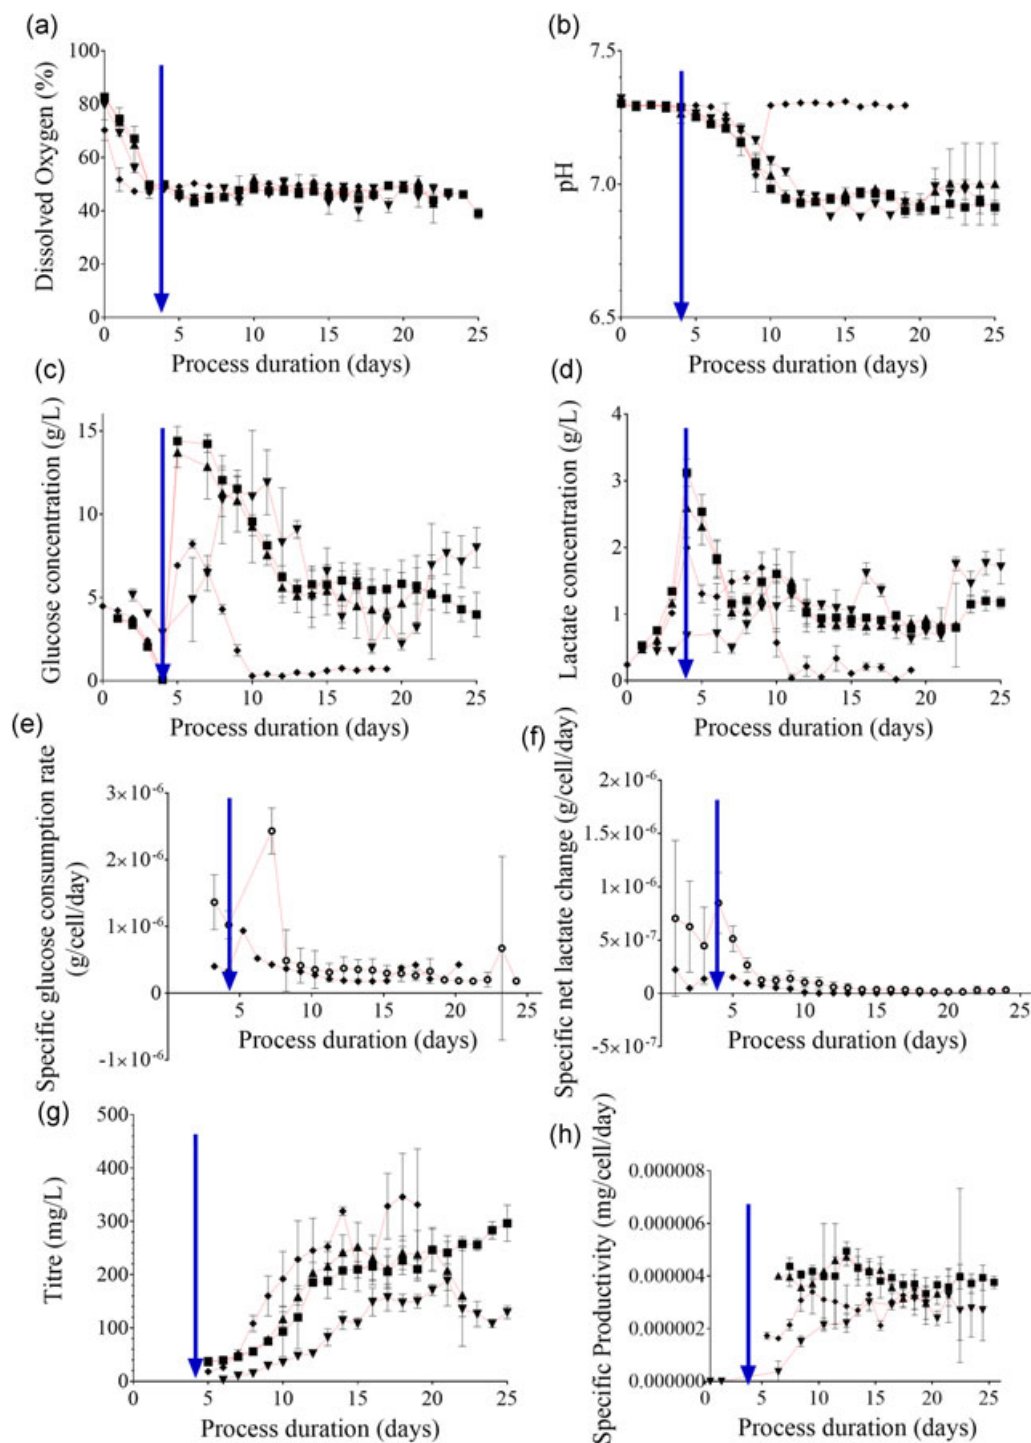 (a)
(b)
100
80
60
40
20
0
Dissolved Oxygen (%)
0 5 10 15 20 25
Process duration (days)
7.5
7.0
6.5
pH
0 5 10 15 20 25
Process duration (days)
(c)
(d)
15
10
5
0
Glucose concentration (g/L)
0 5 10 15 20 25
Process duration (days)
4
3
2
1
0
Lactate concentration (g/L)
0 5 10 15 20 25
Process duration (days)
(e)
(f)
3×10⁻⁶
2×10⁻⁶
1×10⁻⁶
0
-1×10⁻⁶
Specific glucose consumption rate
(g/cell/day)
5 10 15 20 25
Process duration (days)
2×10⁻⁶
1.5×10⁻⁶
1×10⁻⁶
5×10⁻⁷
0
-5×10⁻⁷
Specific net lactate change (g/cell/day)
5 10 15 20 25
Process duration (days)
(g)
(h)
500
400
300
200
100
0
Titre (mg/L)
0 5 10 15 20 25
Process duration (days)
0.000008
0.000006
0.000004
0.000002
0.000000
Specific Productivity (mg/cell/day)
0 5 10 15 20 25
Process duration (days)